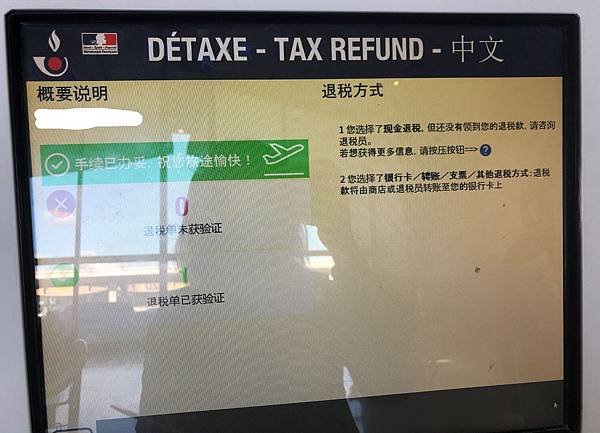 DÉTAXE - TAX REFUND - 中文
概要说明
手续已办妥, 祝您旅途愉快！
0
退税单未获验证
1
退税单已获验证
退税方式
1 您选择了现金退税, 但还没有领到您的退税款, 请咨询
退税员。
若想获得更多信息, 请按压按钮==> ?
2 您选择了银行卡／转账／支票／其他退税方式: 退税
款将由商店或退税员转账至您的银行卡上